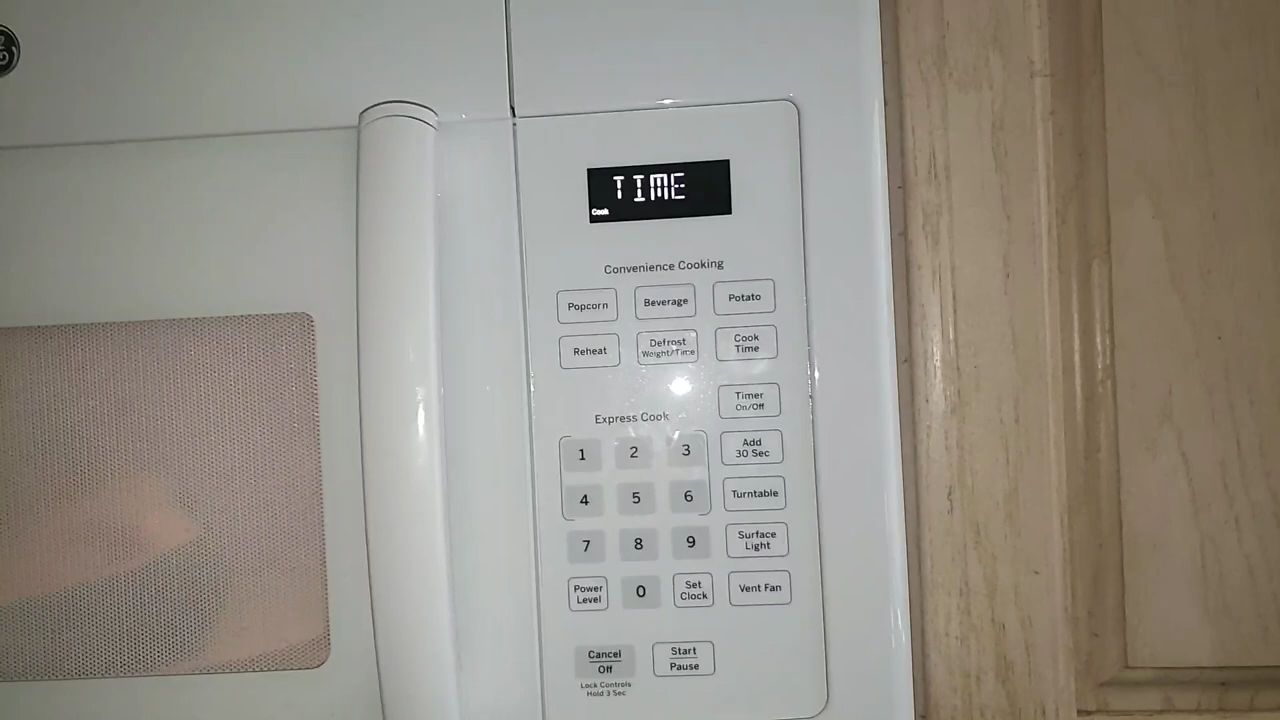 GE
TIME
Cook
Convenience Cooking
Popcorn
Beverage
Potato
Reheat
Defrost
Weight/Time
Cook
Time
Timer
On/Off
Express Cook
1 2 3
Add
30 Sec
4 5 6
Turntable
7 8 9
Surface
Light
Power
Level
0
Set
Clock
Vent Fan
Cancel
Off
Start
Pause
Lock Controls
Hold 3 Sec